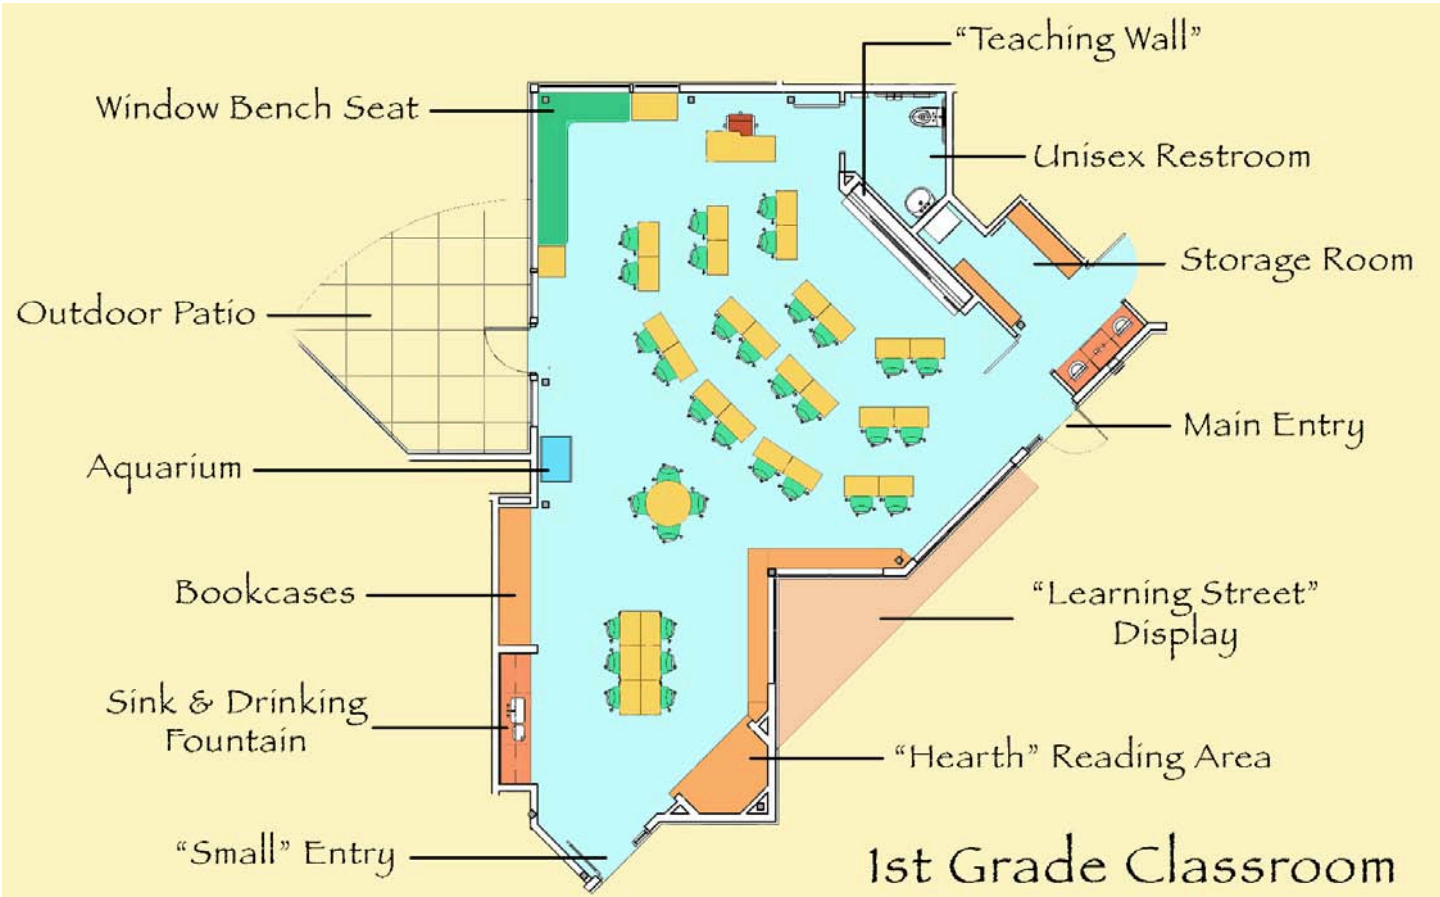 “Teaching Wall”
Window Bench Seat
Unisex Restroom
Storage Room
Outdoor Patio
Main Entry
Aquarium
Bookcases
“Learning Street”
Display
Sink & Drinking
Fountain
“Hearth” Reading Area
“Small” Entry
1st Grade Classroom